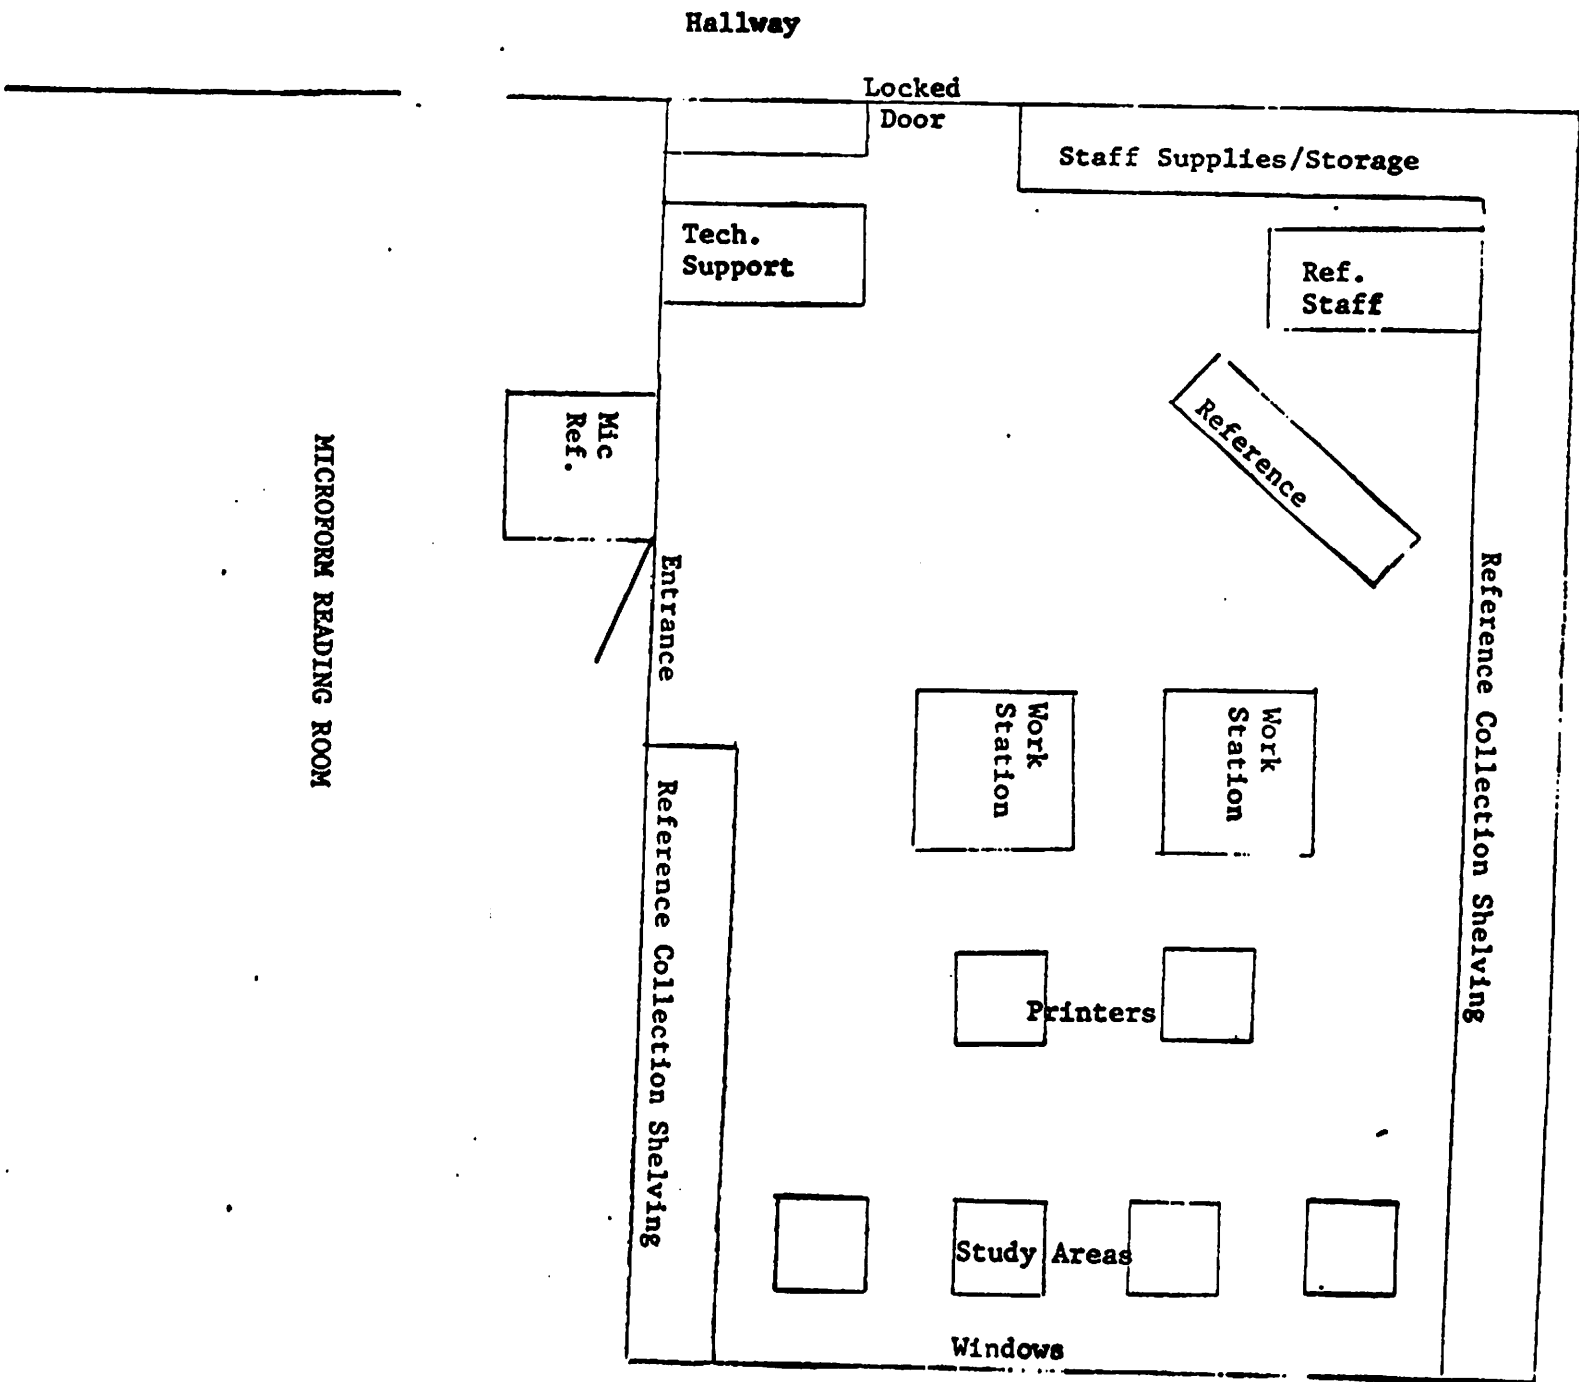 Hallway
Locked
Door
Staff Supplies/Storage
Tech.
Support
Ref.
Staff
Mic
Ref.
Reference
MICROFORM READING ROOM
Entrance
Reference Collection Shelving
Work
Station
Work
Station
Reference Collection Shelving
Printers
Study Areas
Windows